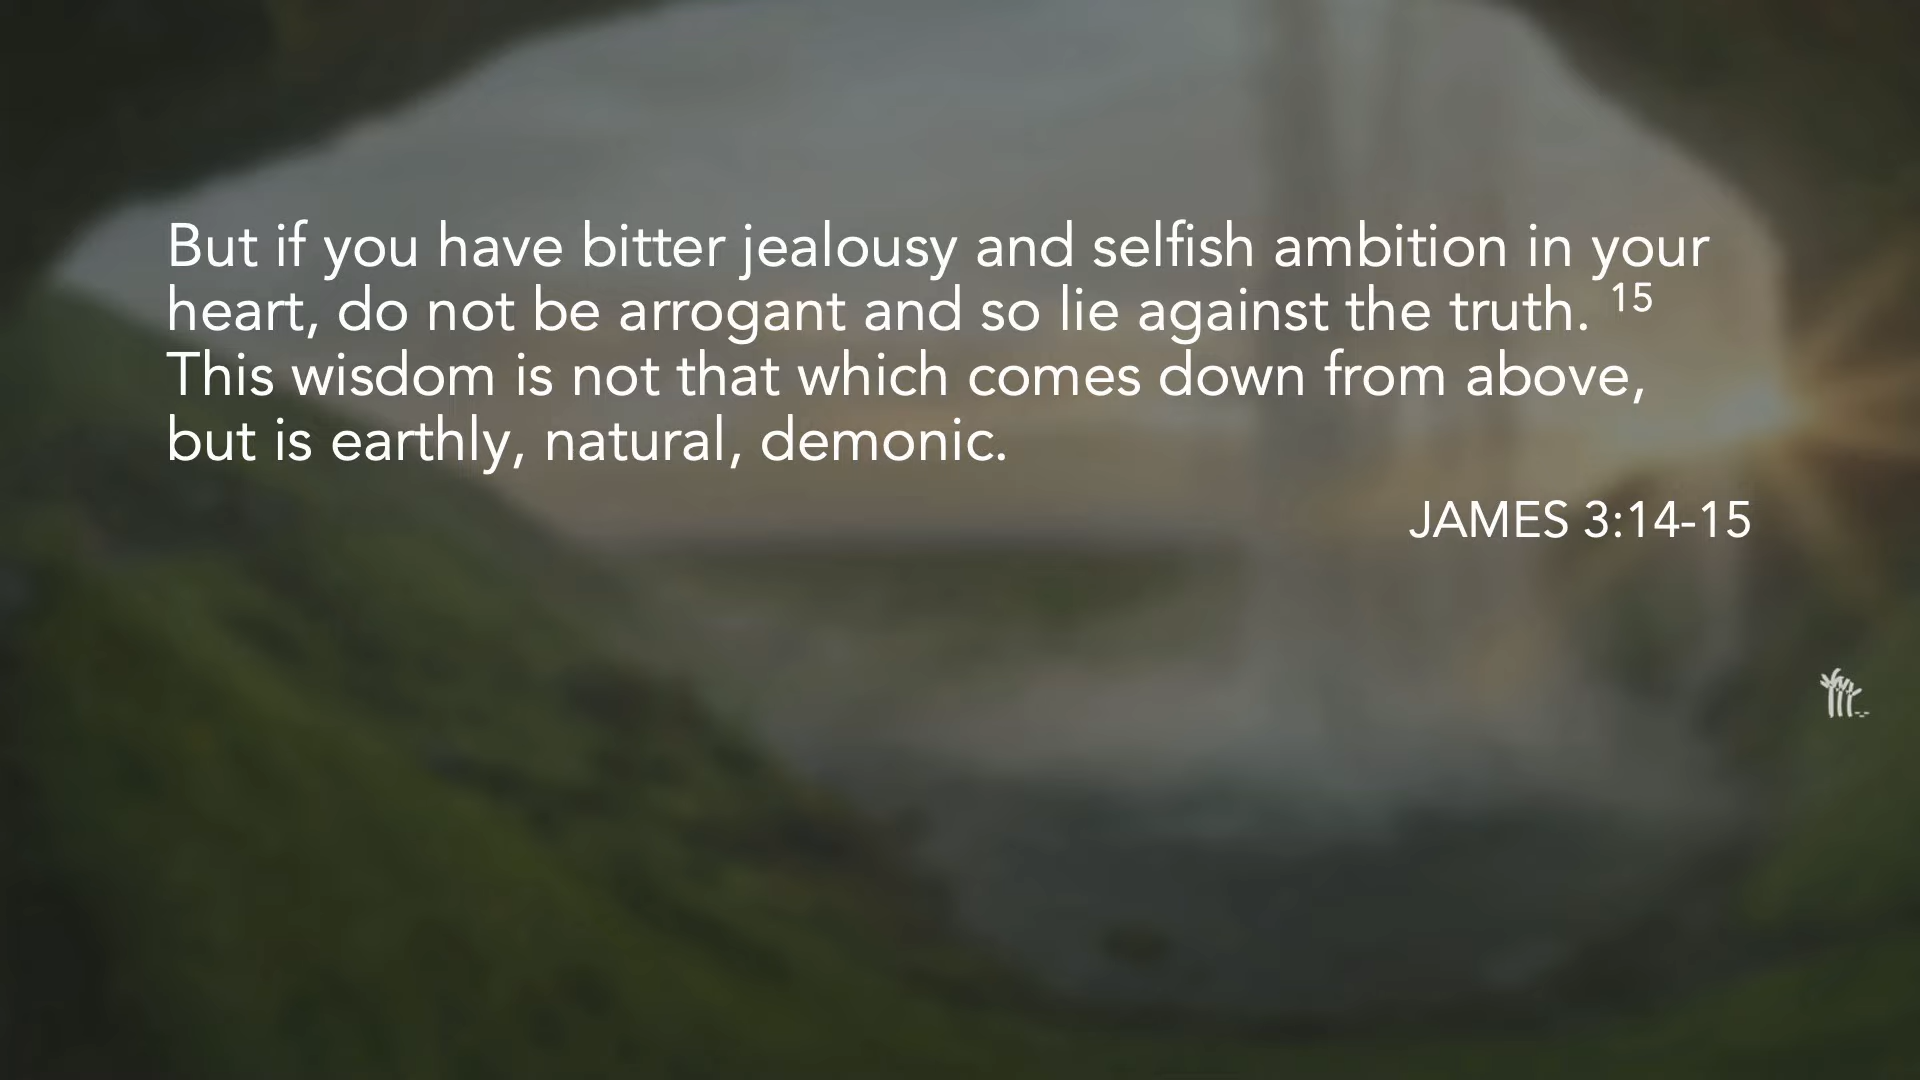 But if you have bitter jealousy and selfish ambition in your
heart, do not be arrogant and so lie against the truth. 15
This wisdom is not that which comes down from above,
but is earthly, natural, demonic.
JAMES 3:14-15